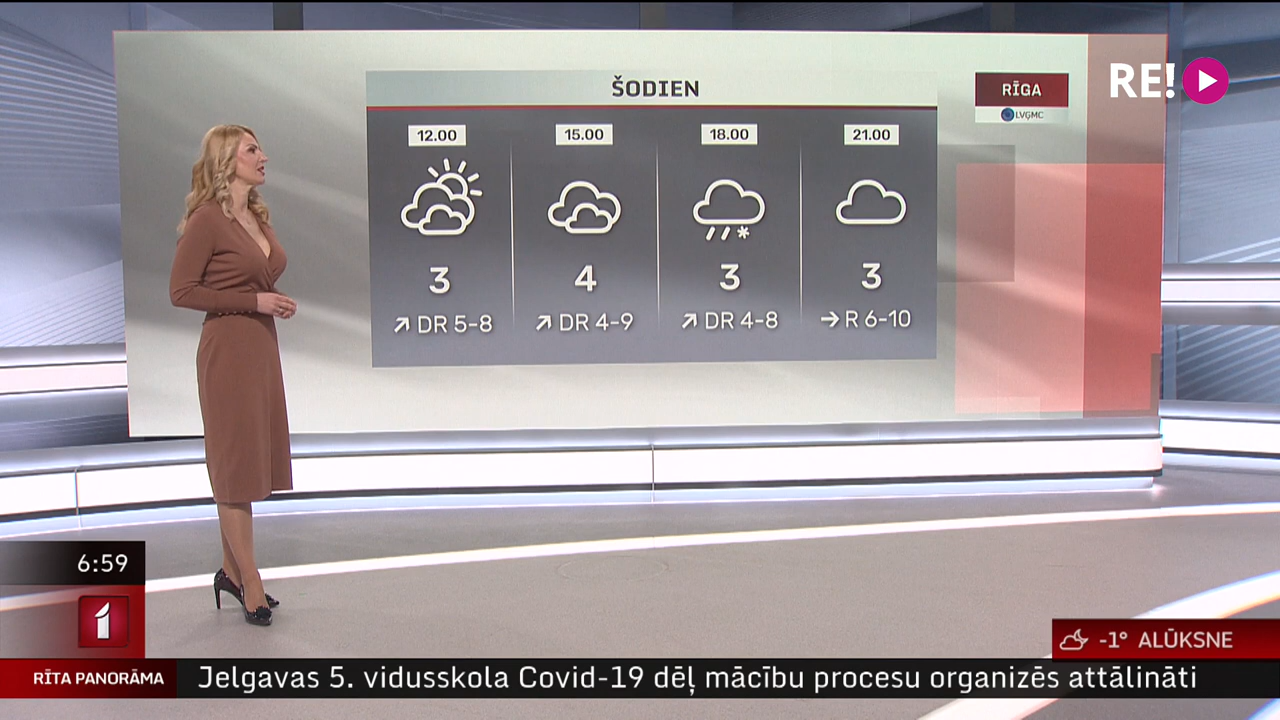 ŠODIEN
RĪGA
LVĢMC
RE!
12.00
15.00
18.00
21.00
3
4
3
3
DR 5-8
DR 4-9
DR 4-8
R 6-10
6:59
1
-1° ALŪKSNE
RĪTA PANORĀMA
Jelgavas 5. vidusskola Covid-19 dēļ mācību procesu organizēs attālināti